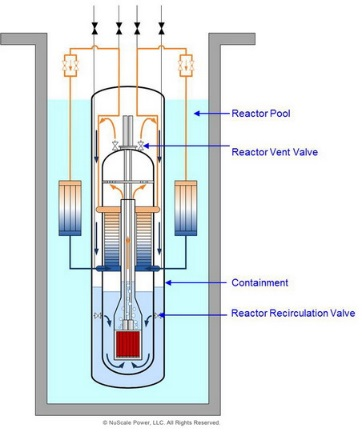 Reactor Pool
Reactor Vent Valve
Containment
Reactor Recirculation Valve
© NuScale Power, LLC. All Rights Reserved.